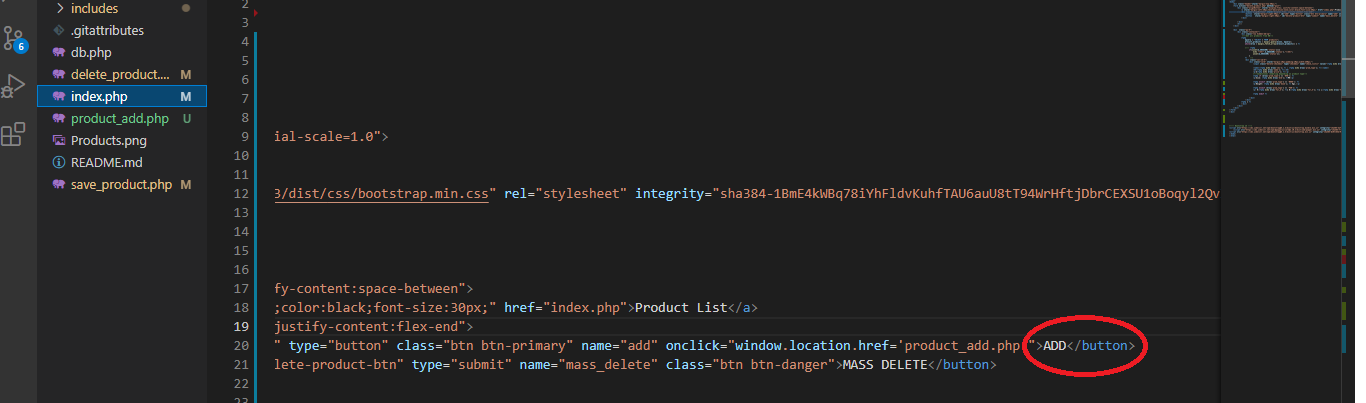 includes
.gitattributes
db.php
delete_product.... M
index.php M
product_add.php U
Products.png
README.md
save_product.php M
6
2
3
4
5
6
7
8
9 ial-scale=1.0">
10
11
12 3/dist/css/bootstrap.min.css" rel="stylesheet" integrity="sha384-1BmE4kWBq78iYhFldvKuhfTAU6auU8tT94WrHftjDbrCEXSU1oBoqyl2Qv
13
14
15
16
17 fy-content:space-between">
18 ;color:black;font-size:30px;" href="index.php">Product List</a>
19 justify-content:flex-end">
20 " type="button" class="btn btn-primary" name="add" onclick="window.location.href='product_add.php'">ADD</button>
21 lete-product-btn" type="submit" name="mass_delete" class="btn btn-danger">MASS DELETE</button>
22
23